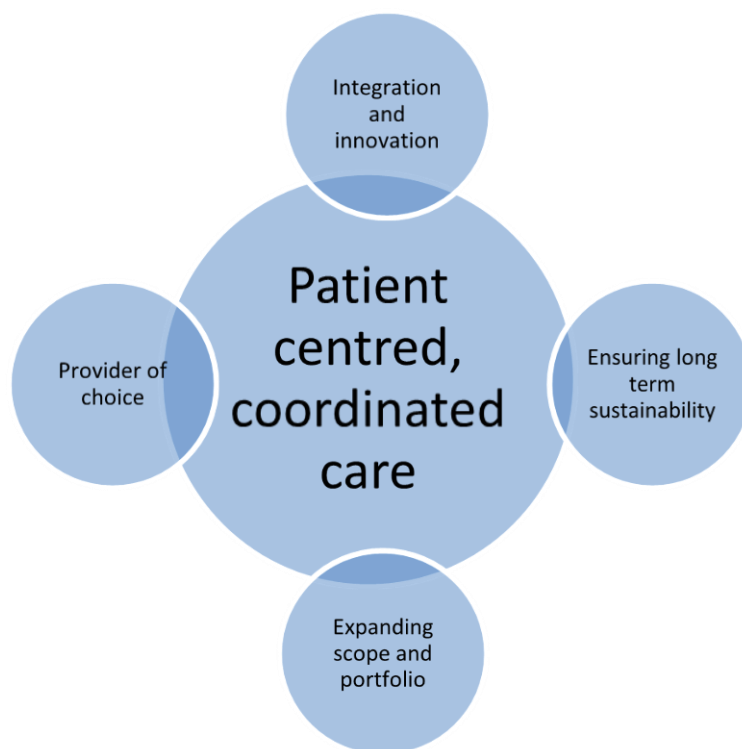 Integration
and
innovation
Patient
centred,
coordinated
care
Provider of
choice
Ensuring long
term
sustainability
Expanding
scope and
portfolio